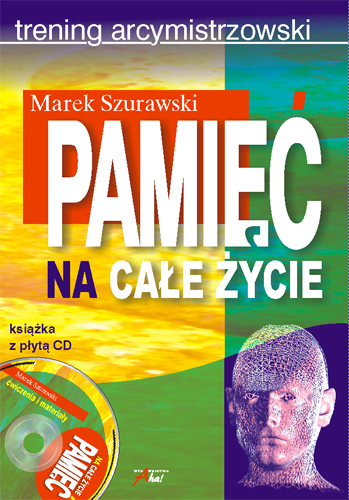 trening arcymistrzowski
Marek Szurawski
PAMIĘĆ
NA CAŁE ŻYCIE
książka
z płytą CD
Marek Szurawski
ćwiczenia i materiały
NA CAŁE ŻYCIE
PAMIĘĆ
WYDAWNICTWO
Aha!